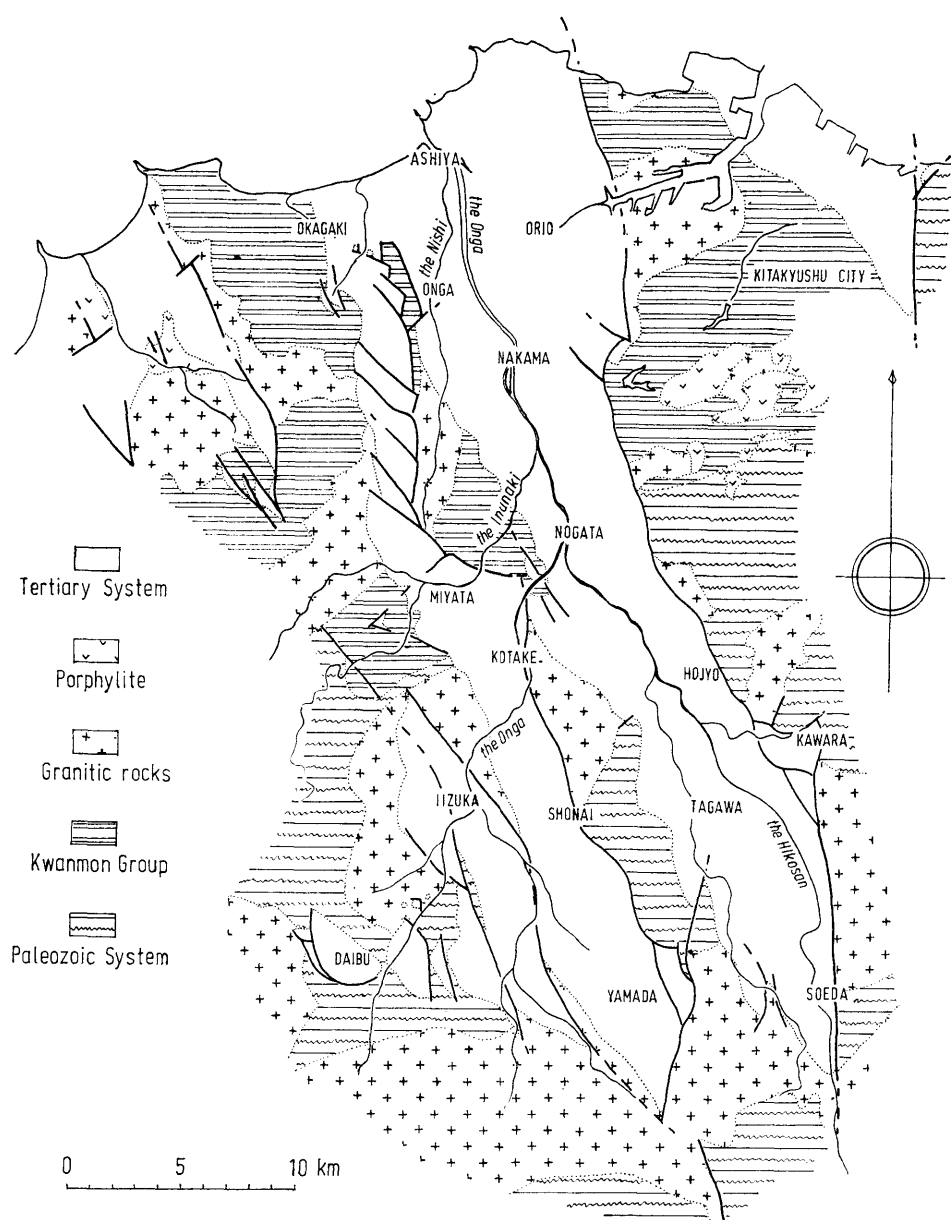 ASHIYA
the Onga
the Nishi
OKAGAKI
ORIO
ONGA
KITAKYUSHU CITY
NAKAMA
the Inunaki
NOGATA
MIYATA
KOTAKE
HOJYO
KAWARA
the Onga
IIZUKA
SHONAI
TAGAWA
the Hikosan
DAIBU
YAMADA
SOEDA
Tertiary System
Porphylite
Granitic rocks
Kwanmon Group
Paleozoic System
0 5 10 km